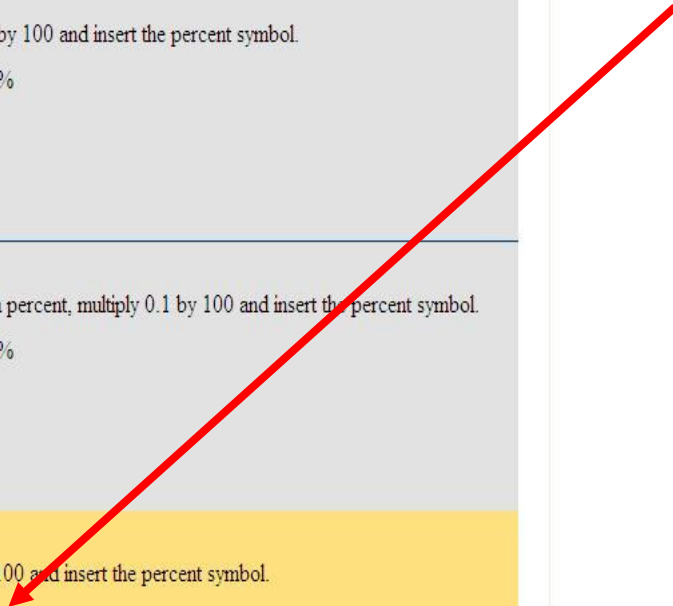 by 100 and insert the percent symbol.
%
percent, multiply 0.1 by 100 and insert the percent symbol.
%
00 and insert the percent symbol.